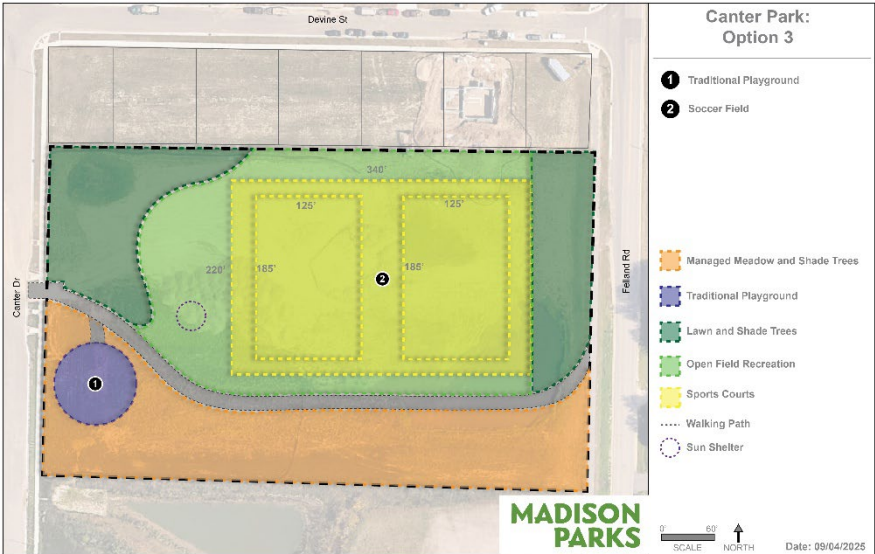 Devine St
Canter Park:
Option 3
1 Traditional Playground
2 Soccer Field
340'
125'
125'
220'
185'
185'
2
Canter Dr
Felland Rd
1
Managed Meadow and Shade Trees
Traditional Playground
Lawn and Shade Trees
Open Field Recreation
Sports Courts
Walking Path
Sun Shelter
MADISON
PARKS
0' 60'
SCALE NORTH
Date: 09/04/2025